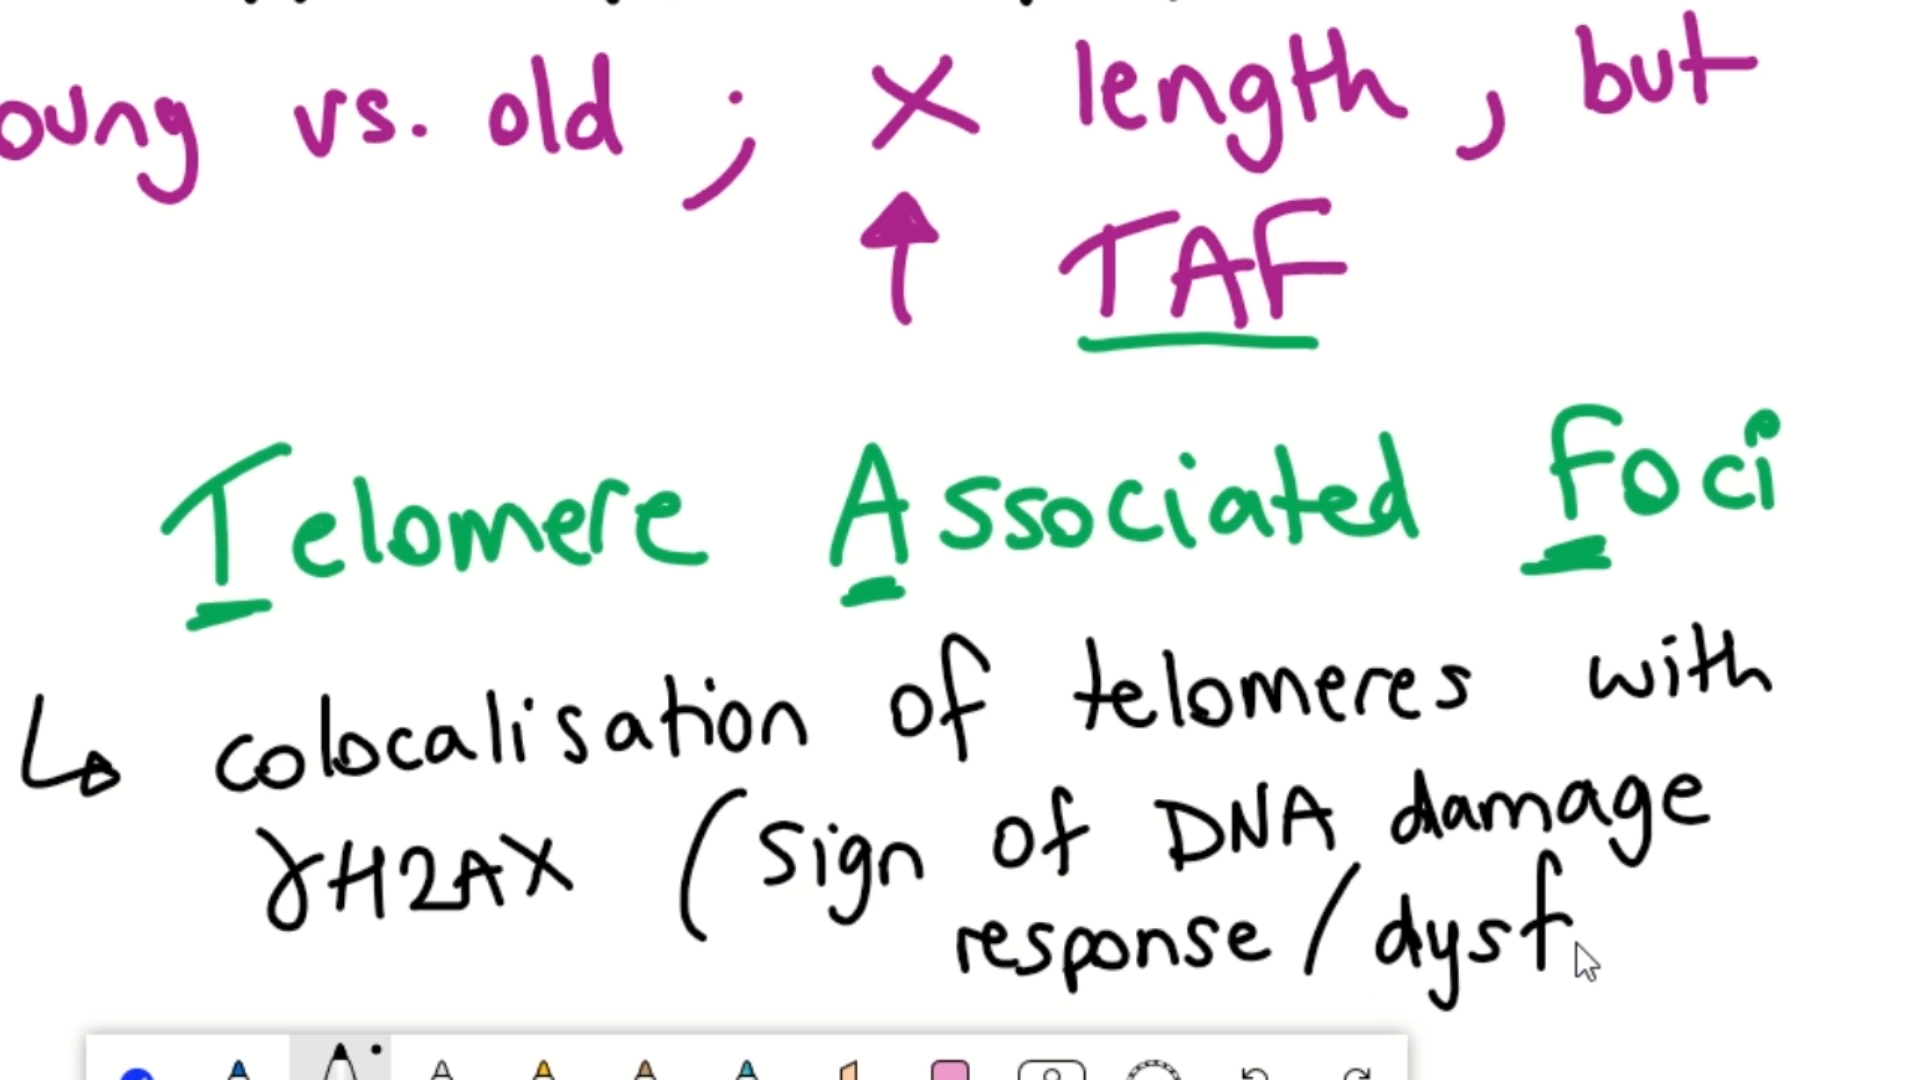 oung vs. old ; X length , but
↑ TAF
Telomere Associated Foci
↳ colocalisation of telomeres with
γH2AX (sign of DNA damage
response / dysf